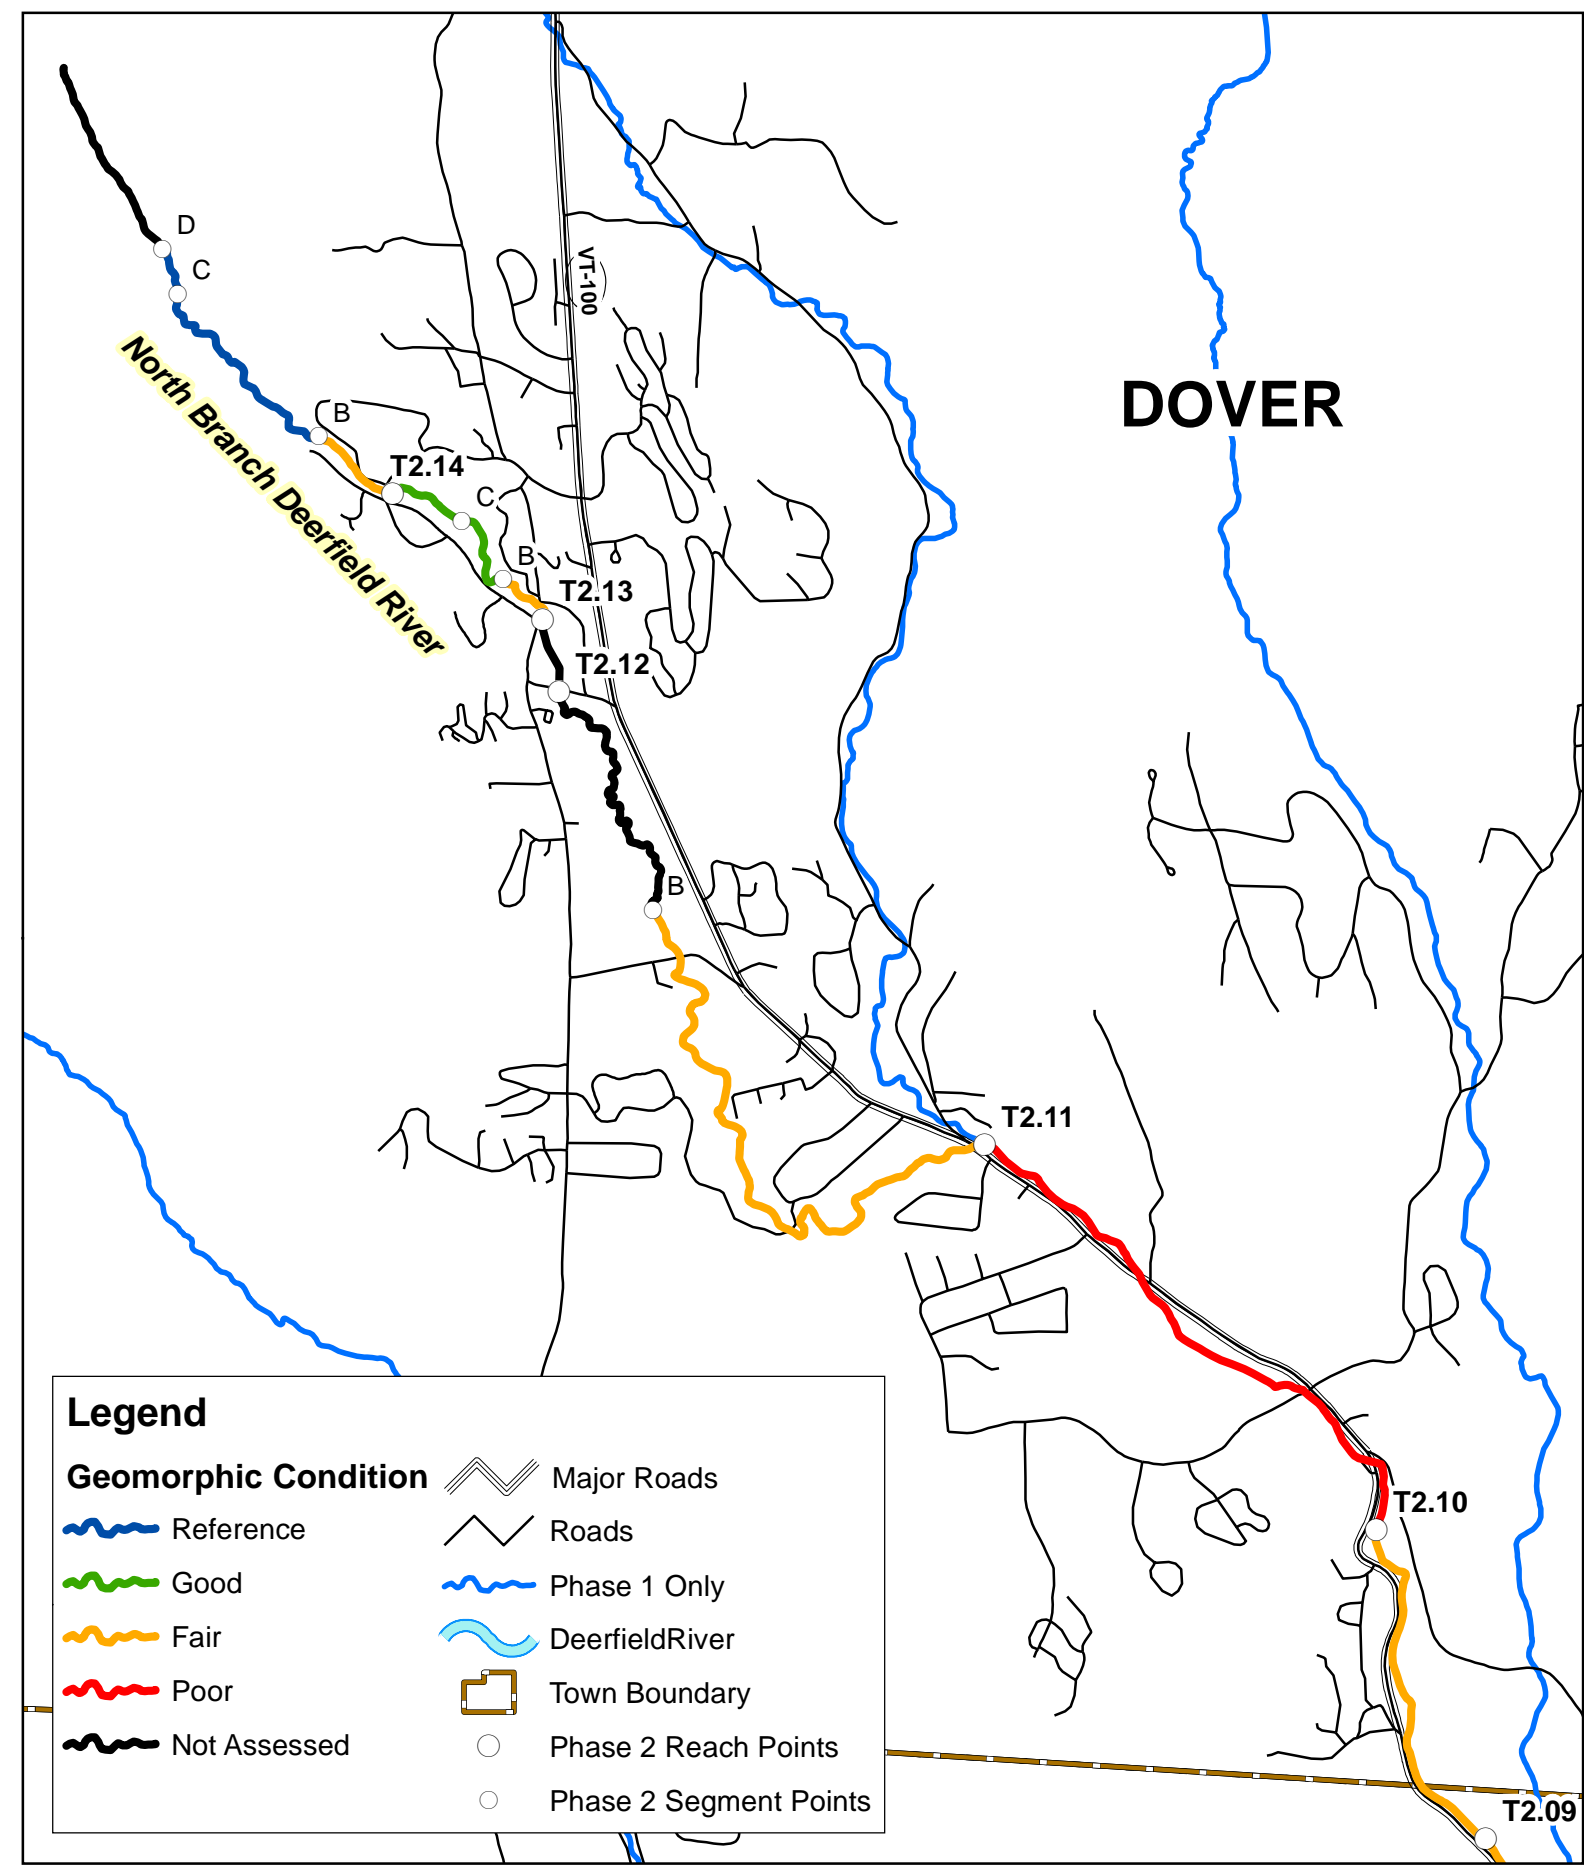 D
C
VT-100
North Branch Deerfield River
DOVER
B
T2.14
C
B
T2.13
T2.12
B
T2.11
T2.10
T2.09
Legend
Geomorphic Condition
Reference
Good
Fair
Poor
Not Assessed
Major Roads
Roads
Phase 1 Only
DeerfieldRiver
Town Boundary
Phase 2 Reach Points
Phase 2 Segment Points